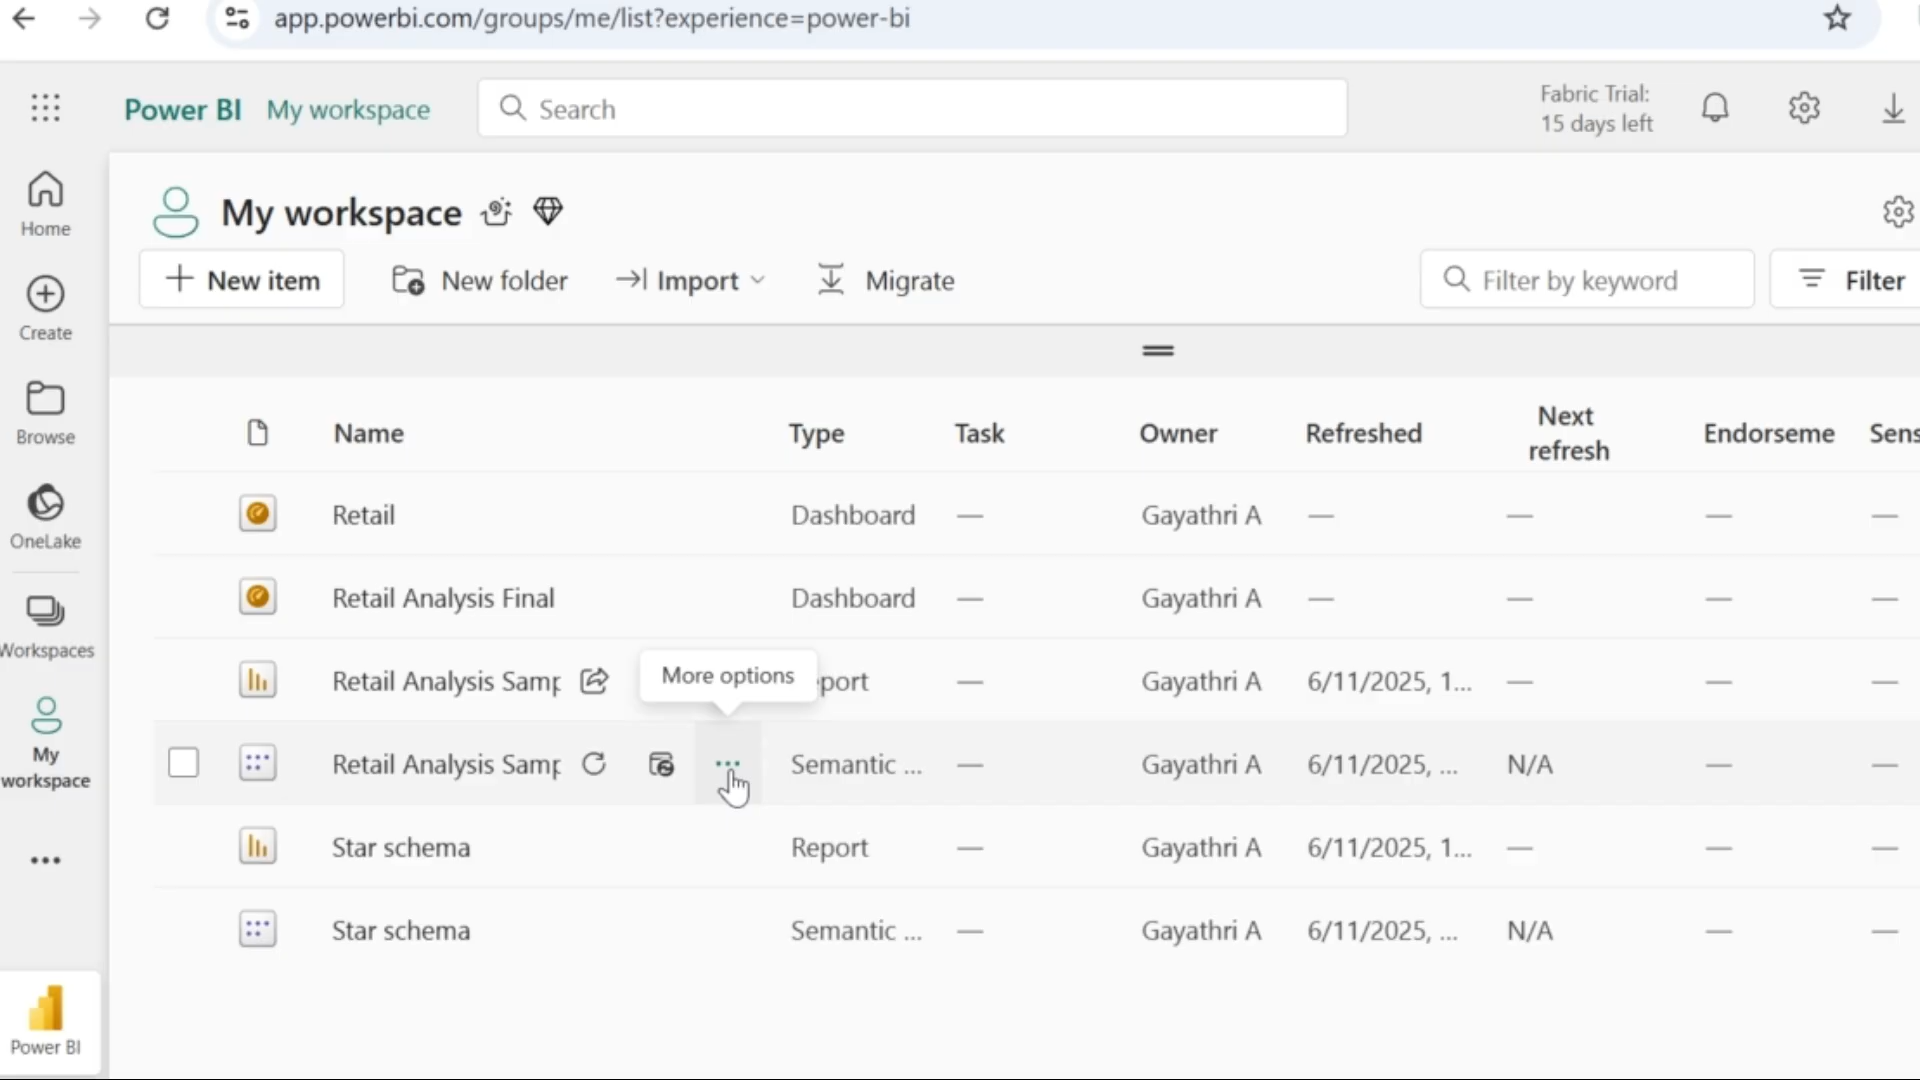 app.powerbi.com/groups/me/list?experience=power-bi
Power BI My workspace Search Fabric Trial:
15 days left
Home
Create
Browse
OneLake
Workspaces
My
workspace
Power BI
My workspace
New item New folder Import Migrate Filter by keyword Filter
Name Type Task Owner Refreshed Next
refresh Endorseme Sens
Retail Dashboard — Gayathri A — — — —
Retail Analysis Final Dashboard — Gayathri A — — — —
More options
Retail Analysis Samp port — Gayathri A 6/11/2025, 1... — — —
Retail Analysis Samp ... Semantic ... — Gayathri A 6/11/2025, ... N/A — —
Star schema Report — Gayathri A 6/11/2025, 1... — — —
Star schema Semantic ... — Gayathri A 6/11/2025, ... N/A — —